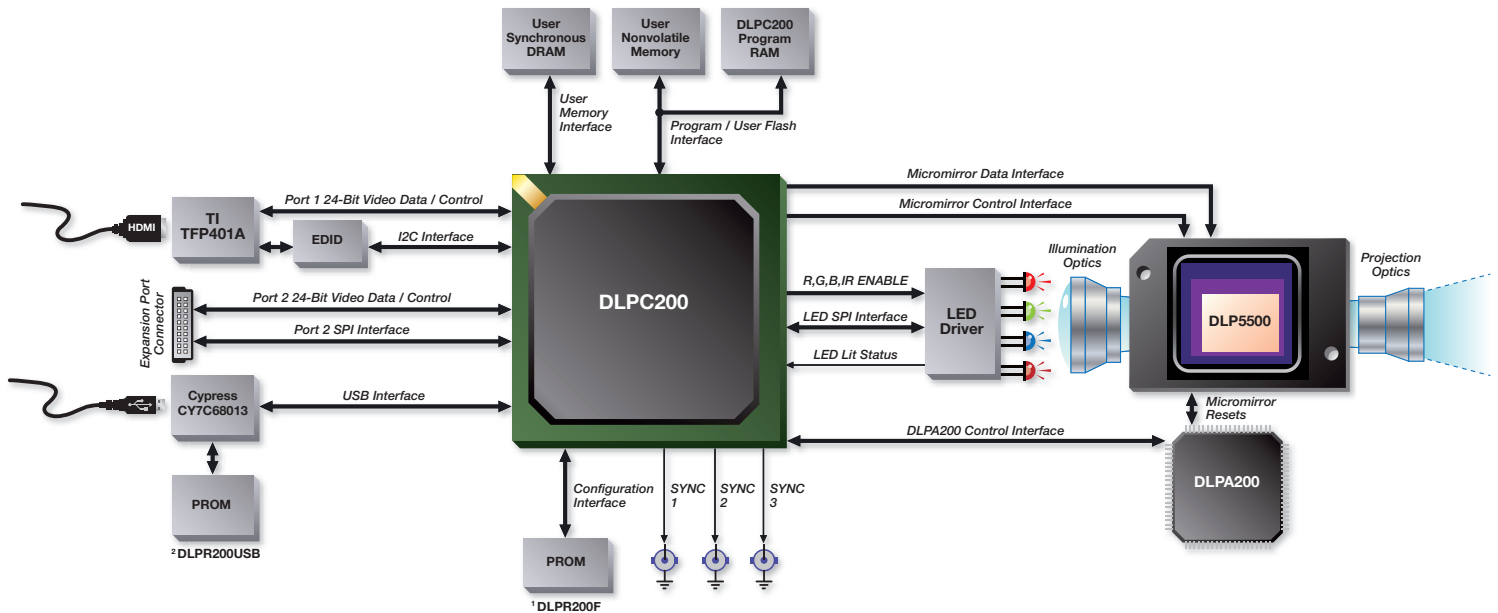 User
Synchronous
DRAM
User
Nonvolatile
Memory
DLPC200
Program
RAM
User
Memory
Interface
Program / User Flash
Interface
HDMI
TI
TFP401A
Port 1 24-Bit Video Data / Control
EDID
I2C Interface
Expansion Port
Connector
Port 2 24-Bit Video Data / Control
Port 2 SPI Interface
Cypress
CY7C68013
USB Interface
PROM
² DLPR200USB
DLPC200
Micromirror Data Interface
Micromirror Control Interface
R,G,B,IR ENABLE
LED SPI Interface
LED Lit Status
LED
Driver
Illumination
Optics
DLP5500
Projection
Optics
Micromirror
Resets
DLPA200 Control Interface
DLPA200
Configuration
Interface
PROM
¹ DLPR200F
SYNC
1
SYNC
2
SYNC
3